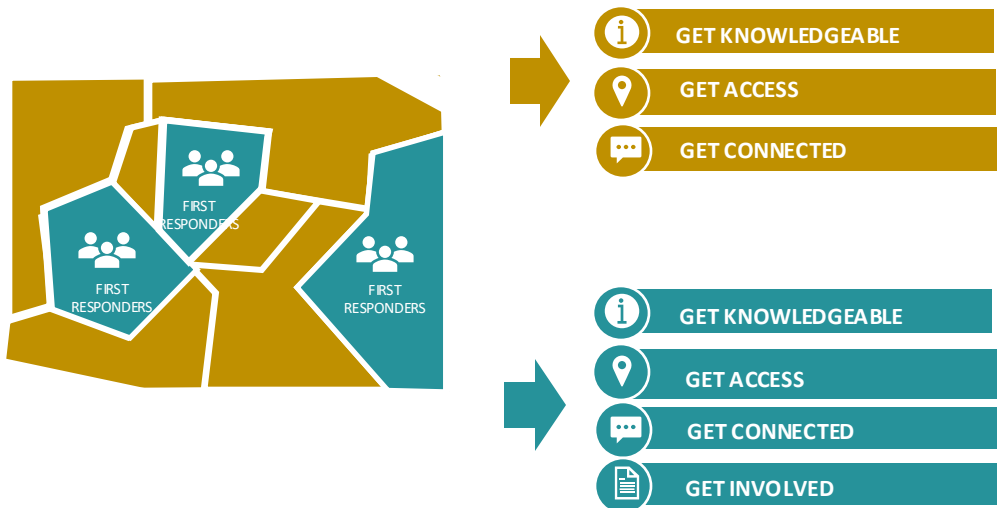 FIRST
RESPONDERS
FIRST
RESPONDERS
FIRST
RESPONDERS
GET KNOWLEDGEABLE
GET ACCESS
GET CONNECTED
GET KNOWLEDGEABLE
GET ACCESS
GET CONNECTED
GET INVOLVED